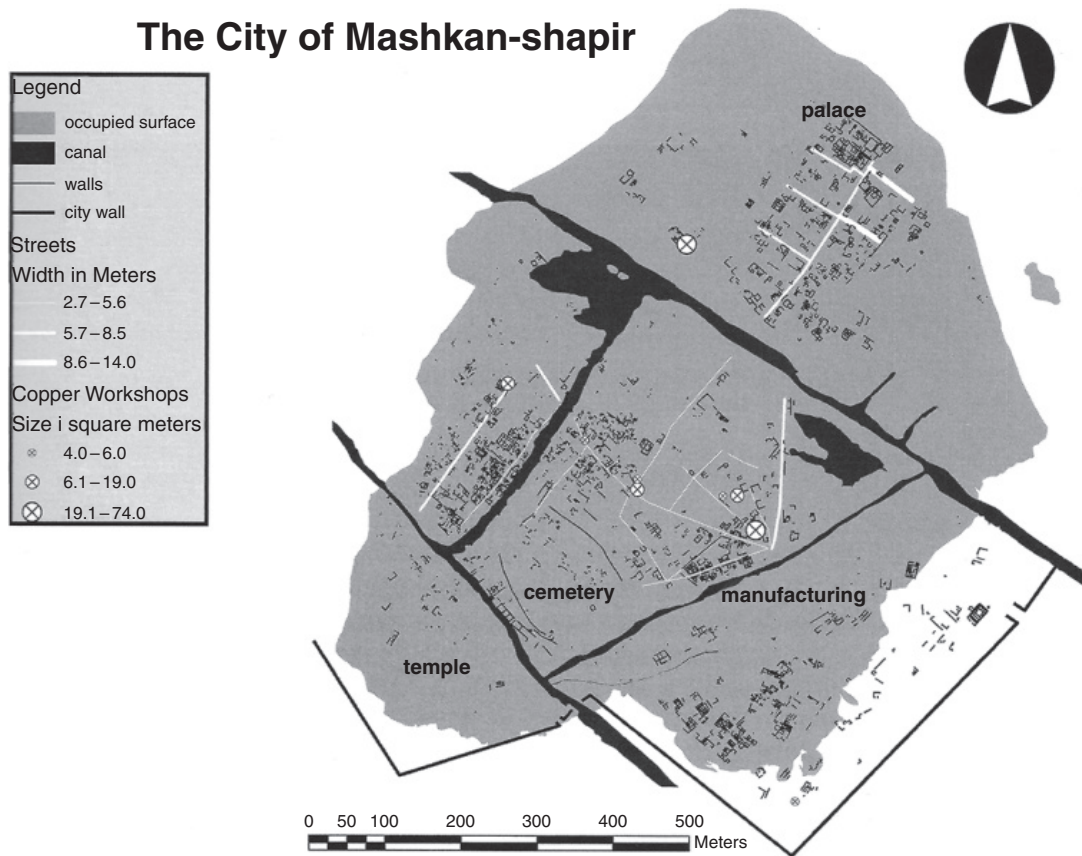 The City of Mashkan-shapir
Legend
occupied surface
canal
walls
city wall
Streets
Width in Meters
2.7–5.6
5.7–8.5
8.6–14.0
Copper Workshops
Size i square meters
4.0–6.0
6.1–19.0
19.1–74.0
palace
cemetery
manufacturing
temple
0 50 100 200 300 400 500
Meters